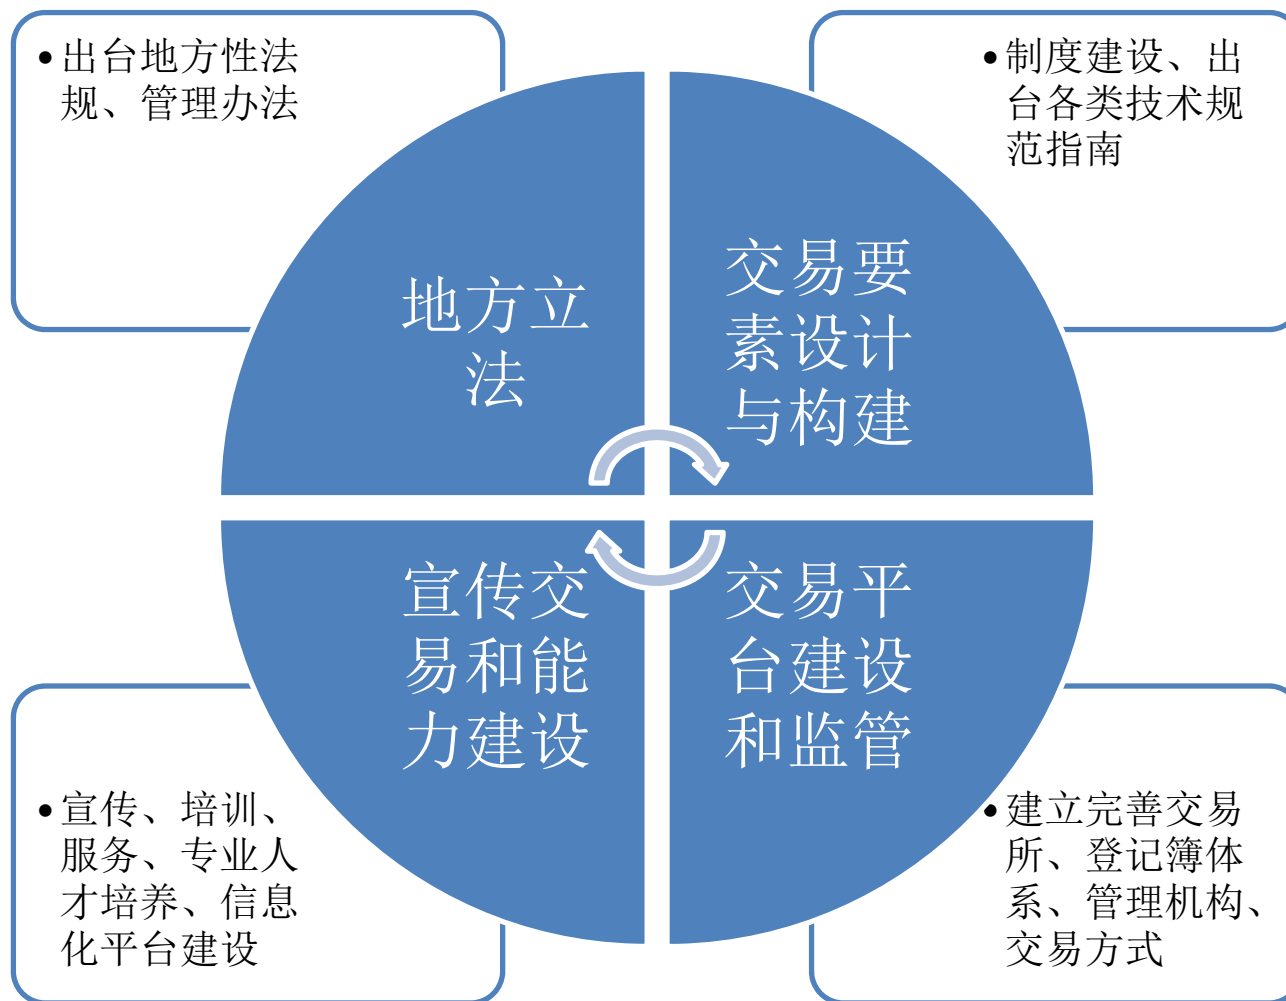 •出台地方性法
规、管理办法
•制度建设、出
台各类技术规
范指南
地方立
法
交易要
素设计
与构建
宣传交
易和能
力建设
交易平
台建设
和监管
•宣传、培训、
服务、专业人
才培养、信息
化平台建设
•建立完善交易
所、登记簿体
系、管理机构、
交易方式